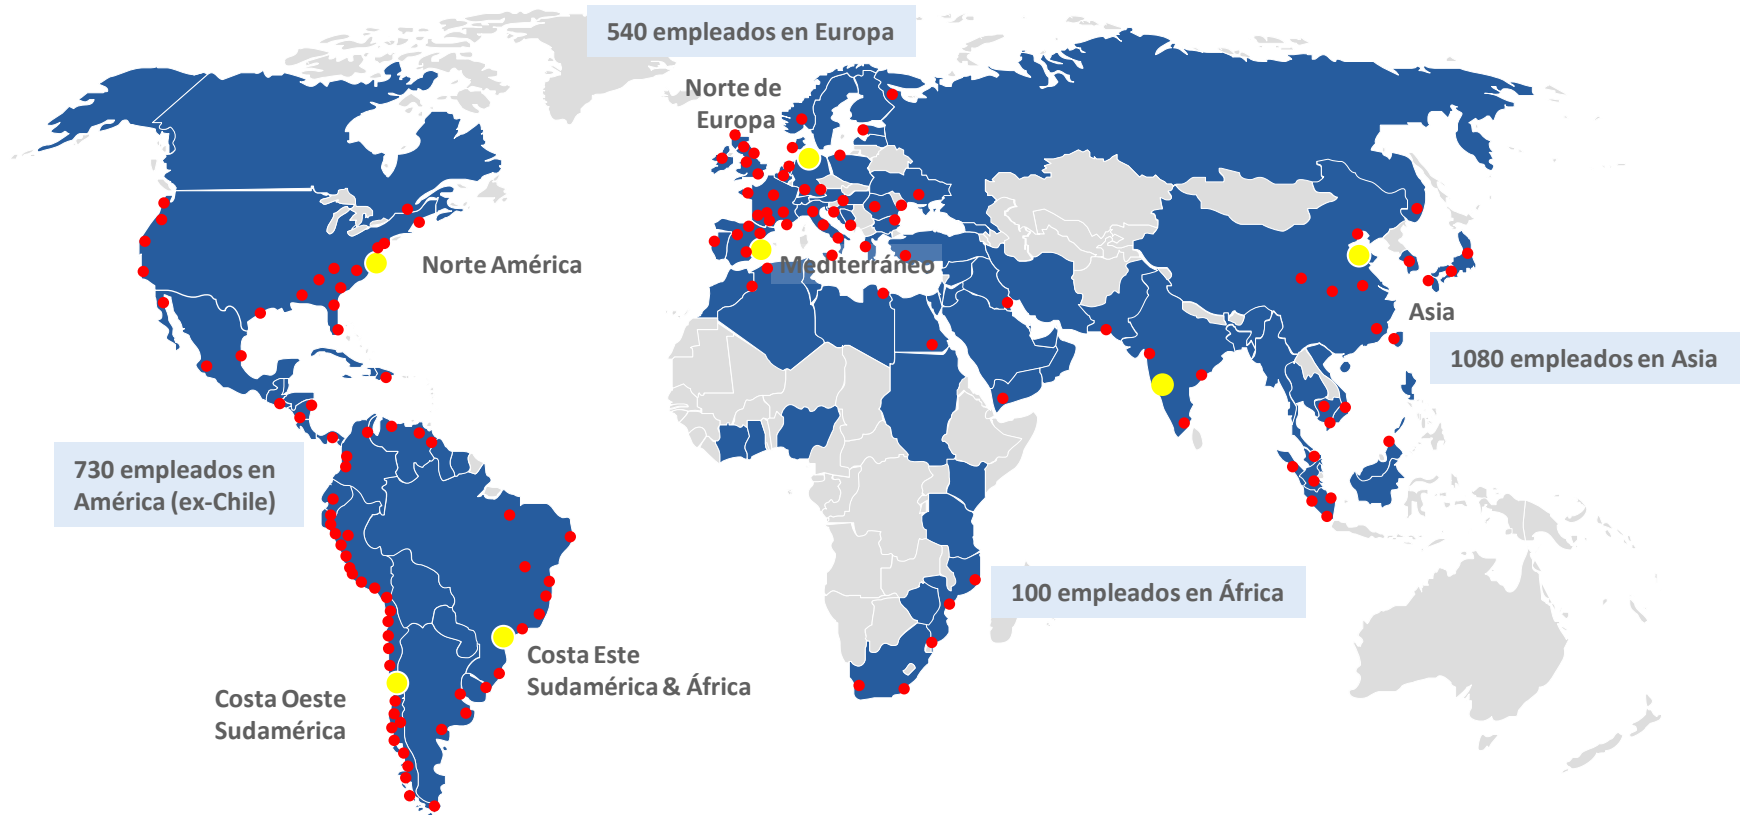 540 empleados en Europa
Norte de
Europa
Norte América
Mediterráneo
Asia
1080 empleados en Asia
730 empleados en
América (ex-Chile)
100 empleados en África
Costa Este
Sudamérica & África
Costa Oeste
Sudamérica